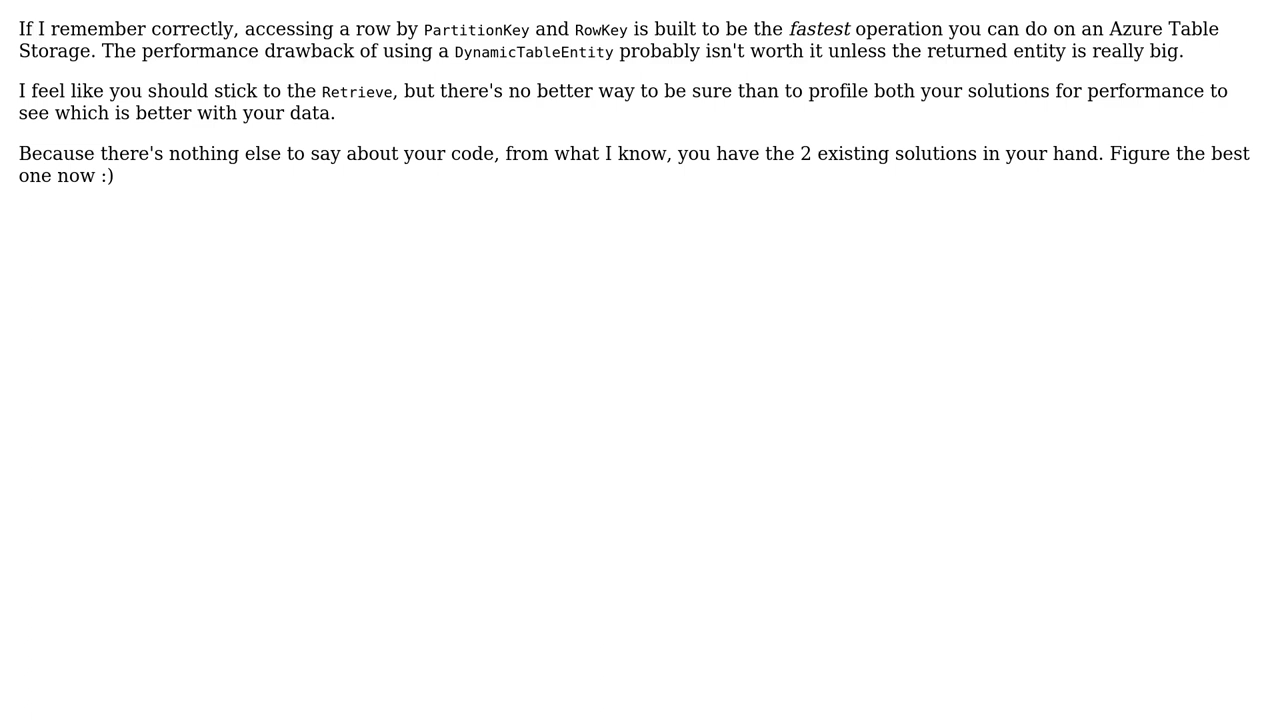 If I remember correctly, accessing a row by PartitionKey and RowKey is built to be the fastest operation you can do on an Azure Table
Storage. The performance drawback of using a DynamicTableEntity probably isn't worth it unless the returned entity is really big.
I feel like you should stick to the Retrieve, but there's no better way to be sure than to profile both your solutions for performance to
see which is better with your data.
Because there's nothing else to say about your code, from what I know, you have the 2 existing solutions in your hand. Figure the best
one now :)